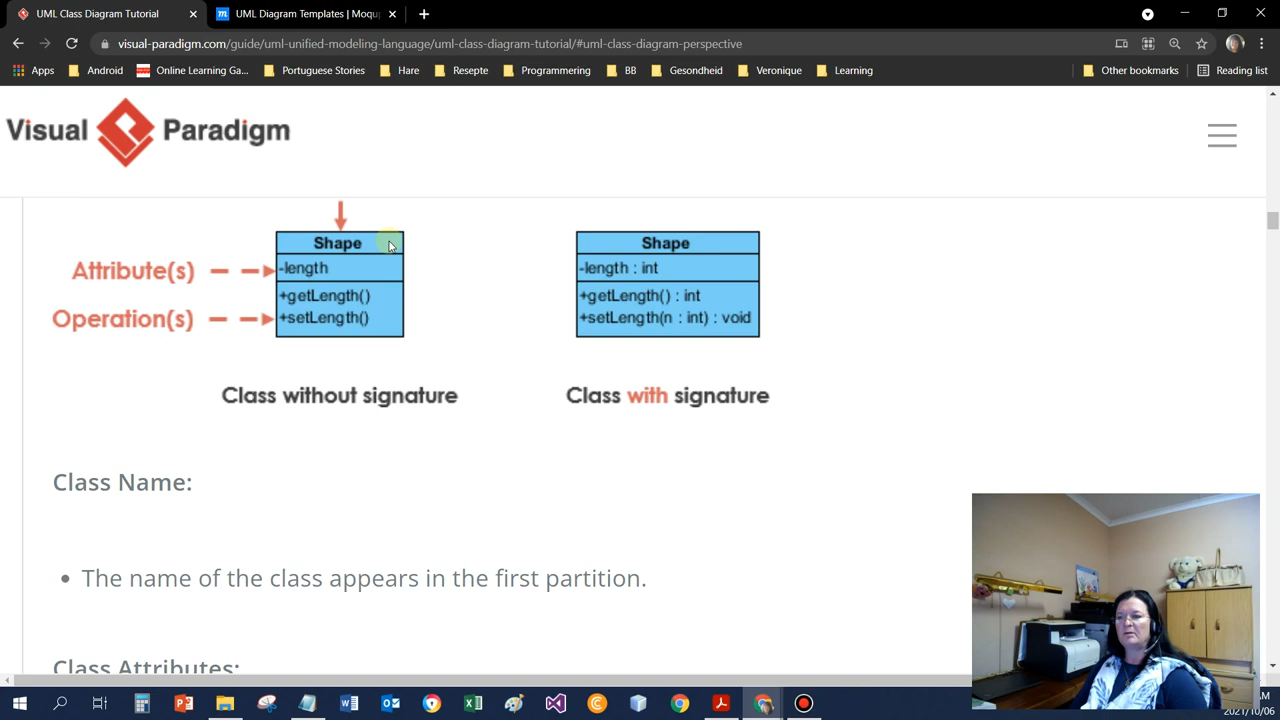 UML Class Diagram Tutorial
UML Diagram Templates | Moqu
visual-paradigm.com/guide/uml-unified-modeling-language/uml-class-diagram-tutorial/#uml-class-diagram-perspective
Apps Android Online Learning Ga... Portuguese Stories Hare Resepte Programming BB Gesondheid Veronique Learning Other bookmarks Reading list
Visual Paradigm
Shape Shape
Attribute(s) -length -length : int
+getLength() +getLength() : int
Operation(s) +setLength() +setLength(n : int) : void
Class without signature Class with signature
Class Name:
The name of the class appears in the first partition.
Class Attributes:
AM
2021/10/06